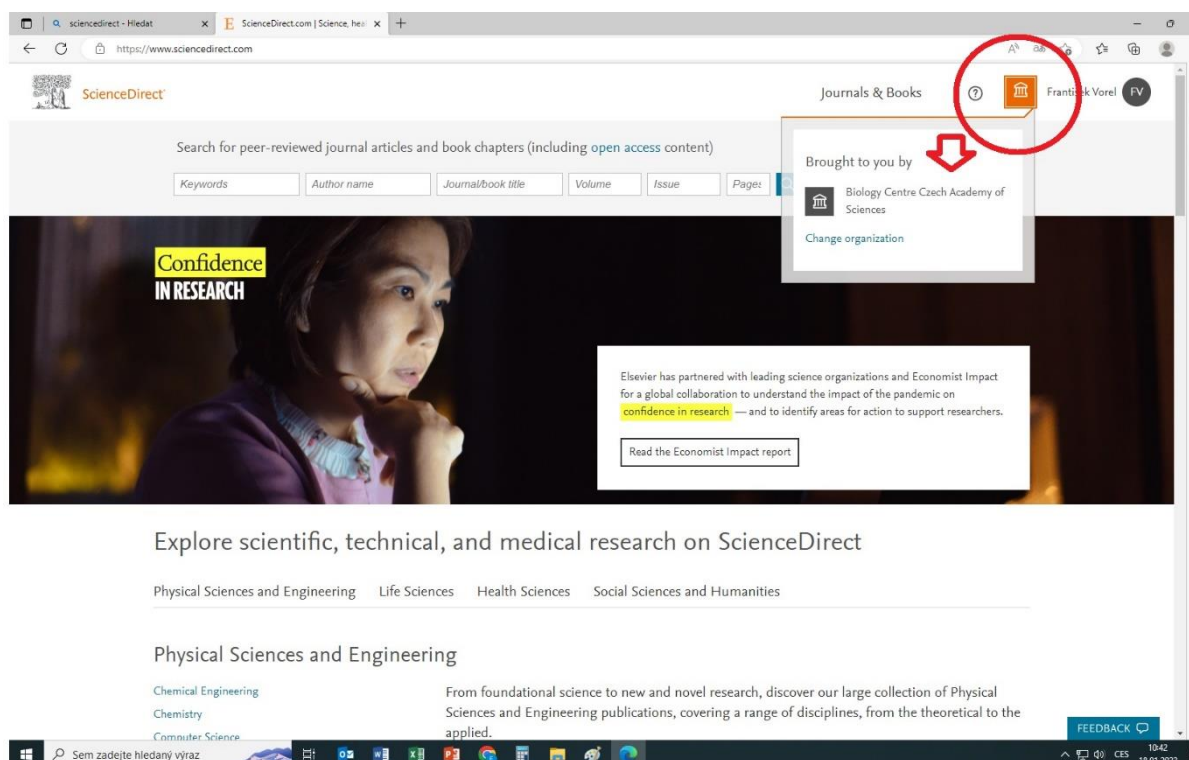 sciencedirect - Hledat
ScienceDirect.com | Science, heal
https://www.sciencedirect.com
ScienceDirect
Journals & Books
František Vorel
FV
Search for peer-reviewed journal articles and book chapters (including open access content)
Keywords
Author name
Journal/book title
Volume
Issue
Pages
Brought to you by
Biology Centre Czech Academy of
Sciences
Change organization
Confidence
IN RESEARCH
Elsevier has partnered with leading science organizations and Economist Impact
for a global collaboration to understand the impact of the pandemic on
confidence in research — and to identify areas for action to support researchers.
Read the Economist Impact report
Explore scientific, technical, and medical research on ScienceDirect
Physical Sciences and Engineering Life Sciences Health Sciences Social Sciences and Humanities
Physical Sciences and Engineering
Chemical Engineering
Chemistry
Computer Science
From foundational science to new and novel research, discover our large collection of Physical
Sciences and Engineering publications, covering a range of disciplines, from the theoretical to the
applied.
FEEDBACK
Sem zadejte hledaný výraz
CES
10:42